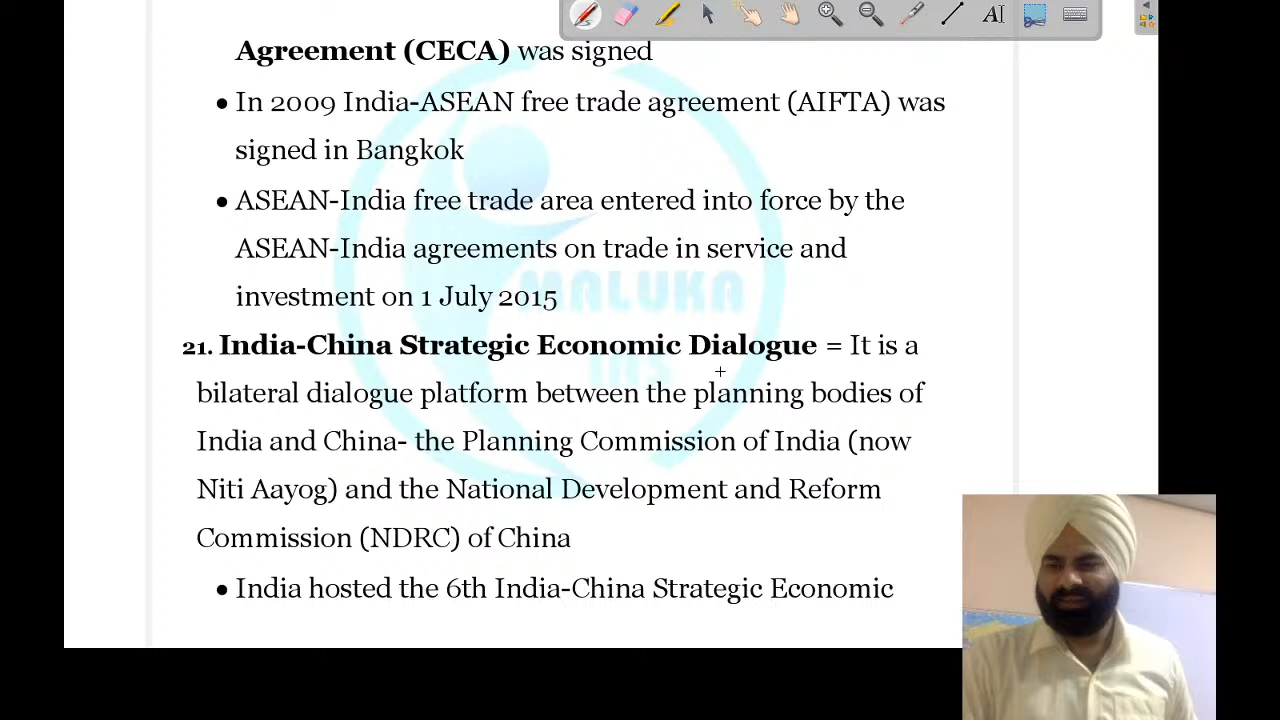 Agreement (CECA) was signed
• In 2009 India-ASEAN free trade agreement (AIFTA) was
signed in Bangkok
• ASEAN-India free trade area entered into force by the
ASEAN-India agreements on trade in service and
investment on 1 July 2015
21. India-China Strategic Economic Dialogue = It is a
bilateral dialogue platform between the planning bodies of
India and China- the Planning Commission of India (now
Niti Aayog) and the National Development and Reform
Commission (NDRC) of China
• India hosted the 6th India-China Strategic Economic
MALUKA
IAS